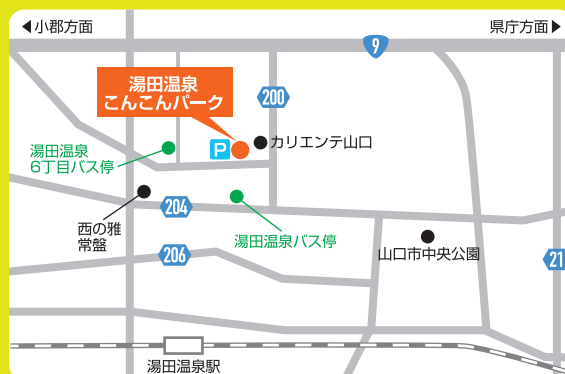 ◀小郡方面
県庁方面▶
9
湯田温泉
こんこんパーク
200
P
カリエンテ山口
湯田温泉
6丁目バス停
西の雅
常盤
204
湯田温泉バス停
山口市中央公園
206
21
湯田温泉駅